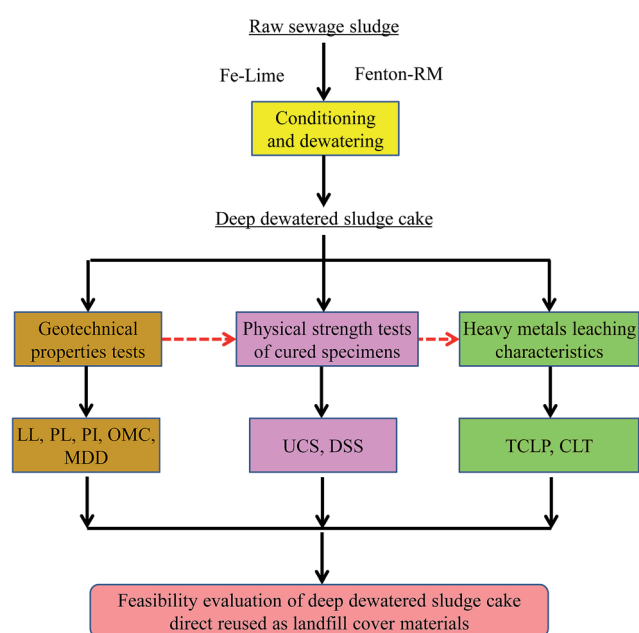 Raw sewage sludge
Fe-Lime
Fenton-RM
Conditioning
and dewatering
Deep dewatered sludge cake
Geotechnical
properties tests
Physical strength tests
of cured specimens
Heavy metals leaching
characteristics
LL, PL, PI, OMC,
MDD
UCS, DSS
TCLP, CLT
Feasibility evaluation of deep dewatered sludge cake
direct reused as landfill cover materials